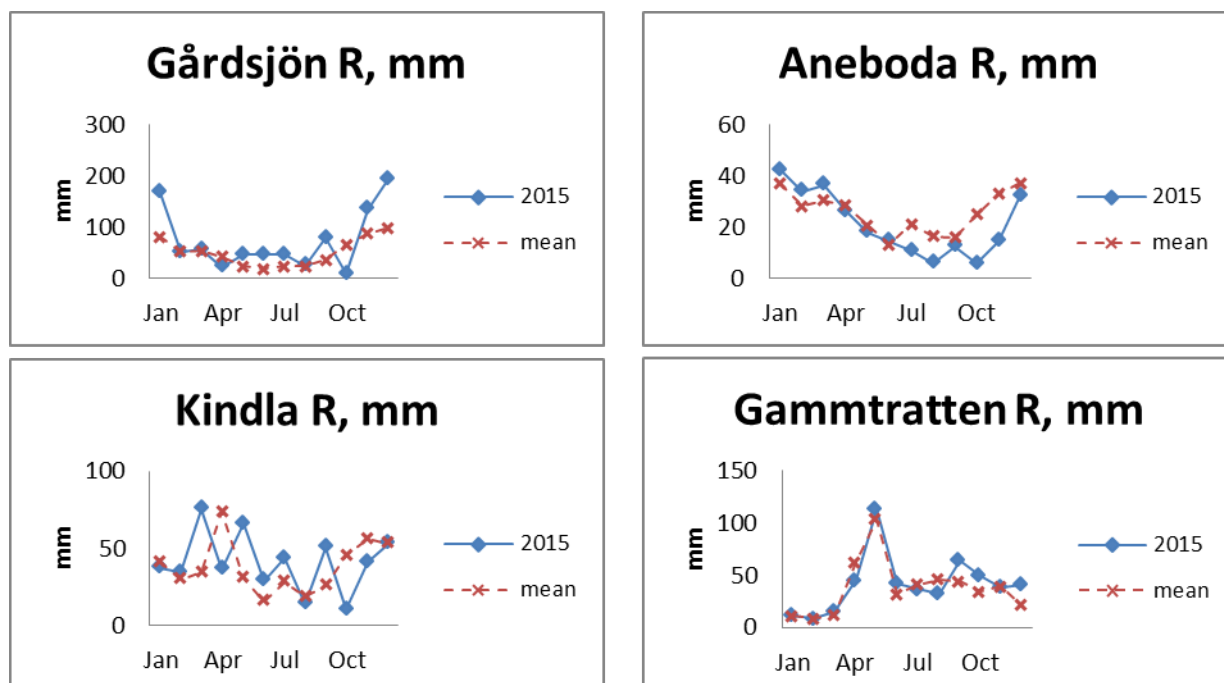 Gårdsjön R, mm
300
200
100
0
mm
Jan Apr Jul Oct
2015
mean
Aneboda R, mm
60
40
20
0
mm
Jan Apr Jul Oct
2015
mean
Kindla R, mm
100
50
0
mm
Jan Apr Jul Oct
2015
mean
Gammtratten R, mm
150
100
50
0
mm
Jan Apr Jul Oct
2015
mean